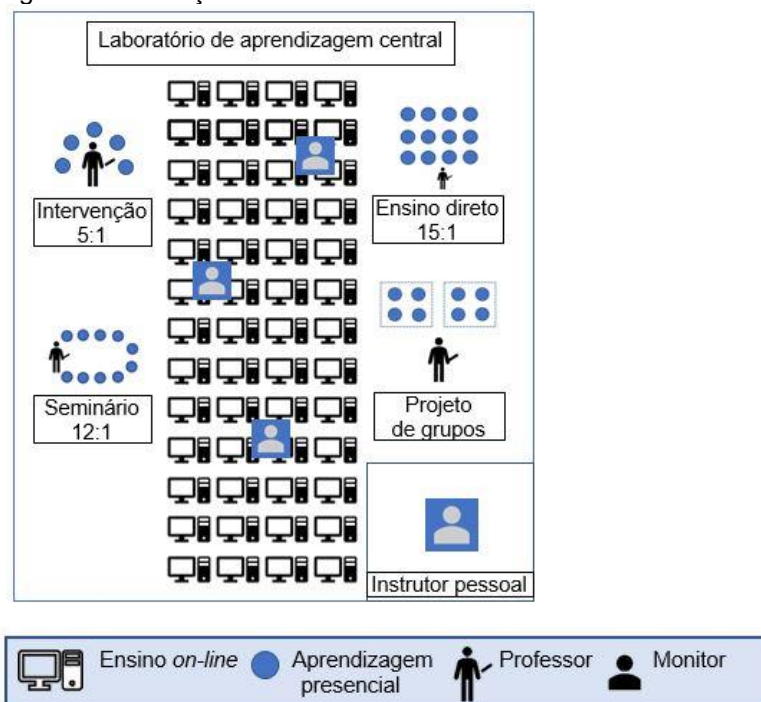 Laboratório de aprendizagem central
Intervenção
5:1
Ensino direto
15:1
Seminário
12:1
Projeto
de grupos
Instrutor pessoal
Ensino on-line
Aprendizagem
presencial
Professor
Monitor